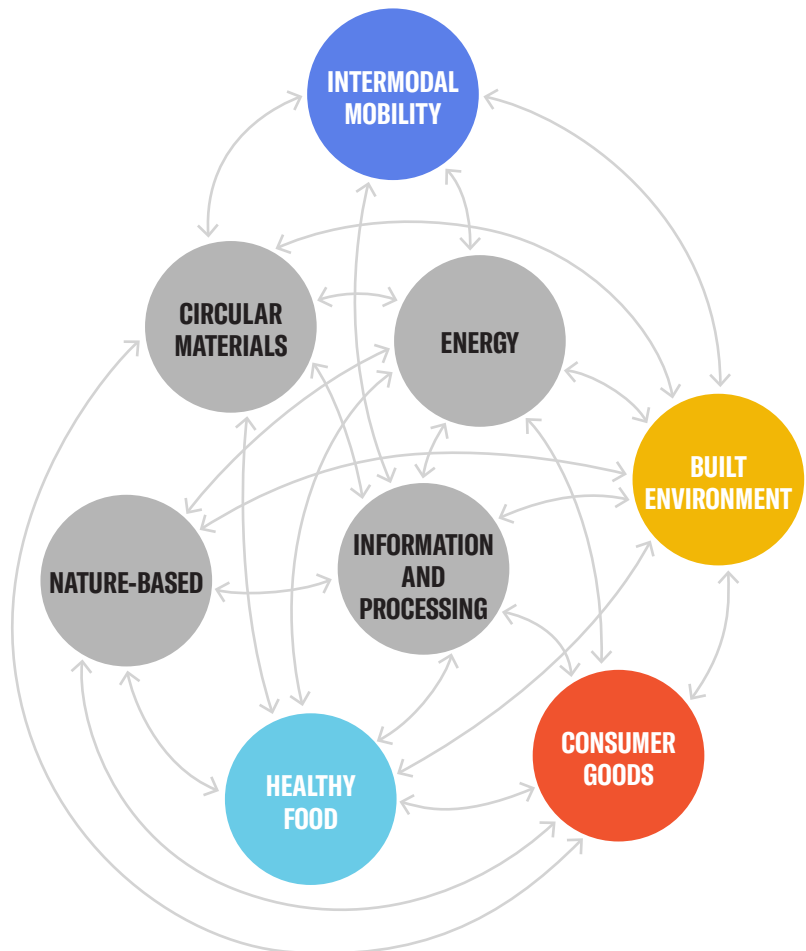 INTERMODAL
MOBILITY
CIRCULAR
MATERIALS
ENERGY
BUILT
ENVIRONMENT
NATURE-BASED
INFORMATION
AND
PROCESSING
HEALTHY
FOOD
CONSUMER
GOODS